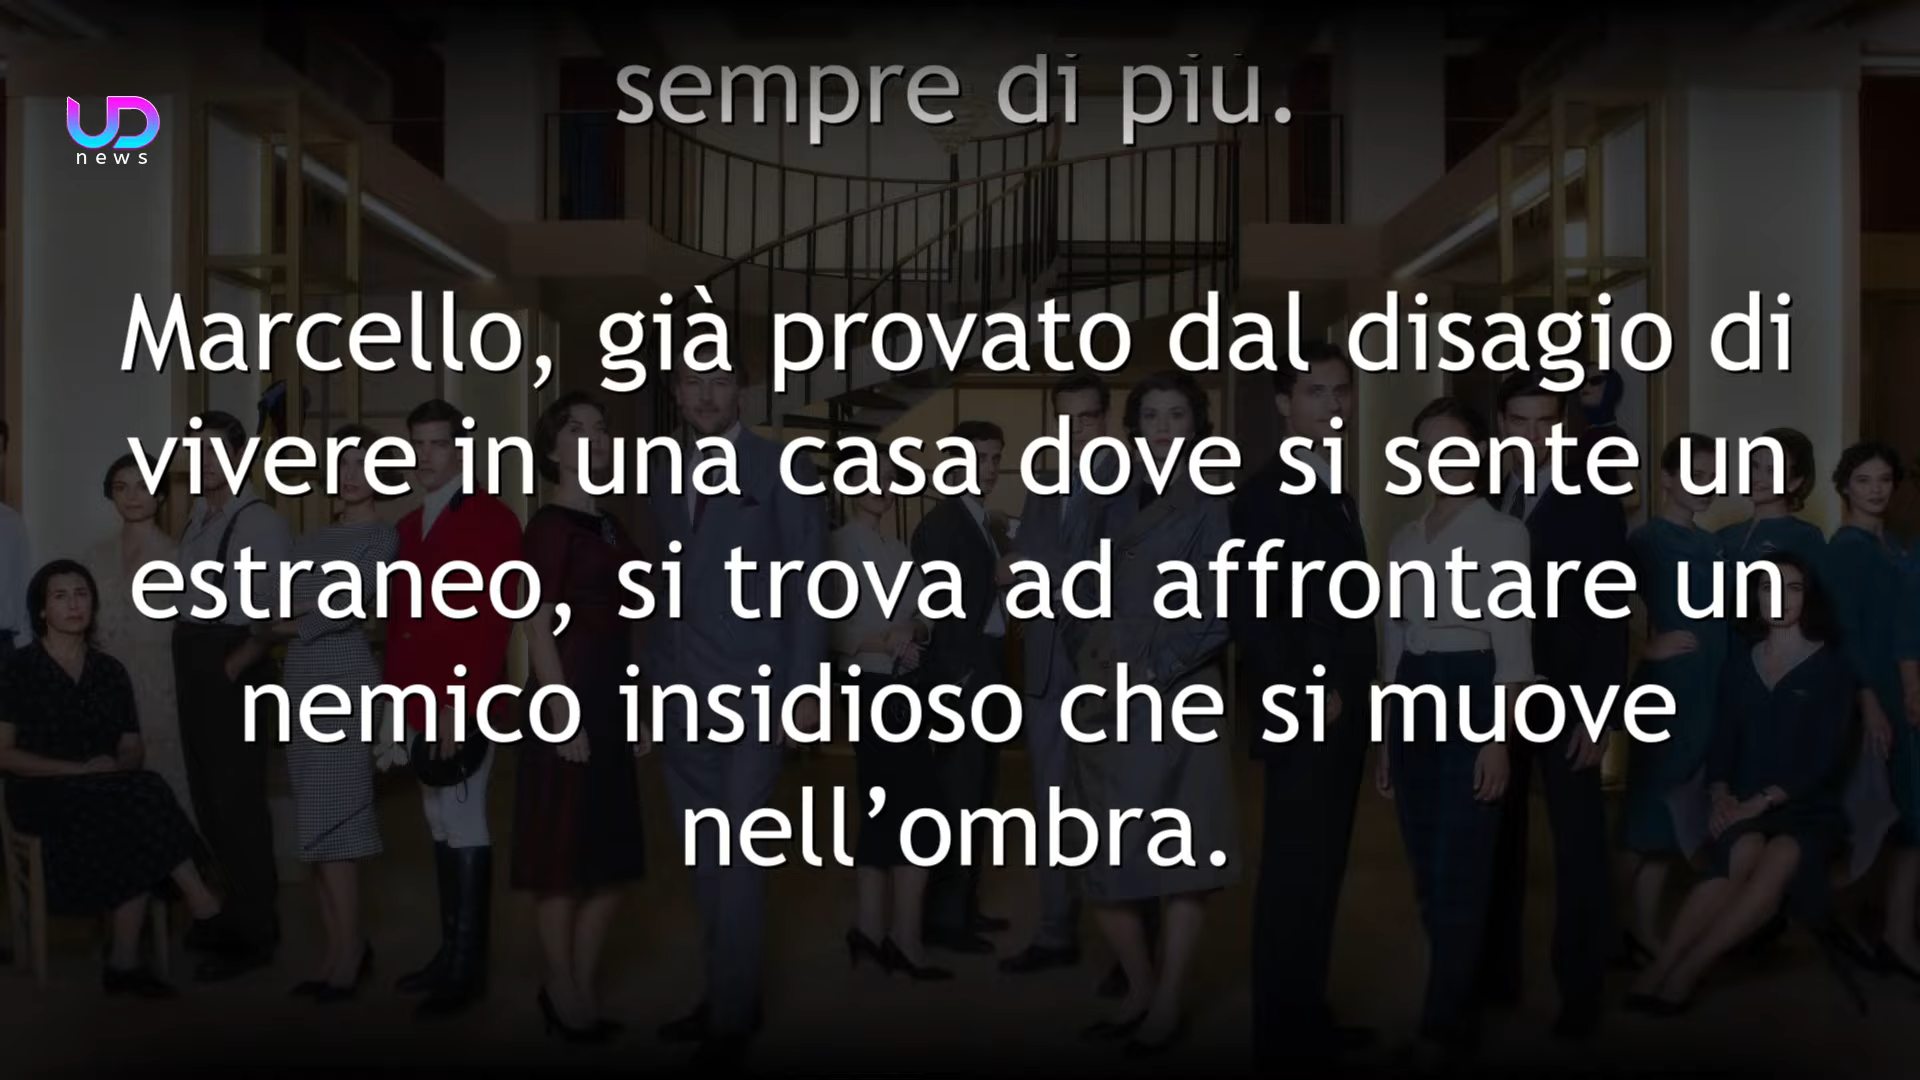 sempre di più.
UD
news
Marcello, già provato dal disagio di
vivere in una casa dove si sente un
estraneo, si trova ad affrontare un
nemico insidioso che si muove
nell’ombra.